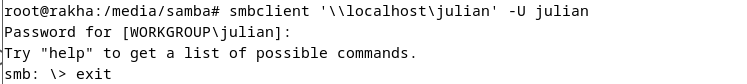 root@rakha:/media/samba# smbclient '\\localhost\julian' -U julian
Password for [WORKGROUP\julian]:
Try "help" to get a list of possible commands.
smb: \> exit